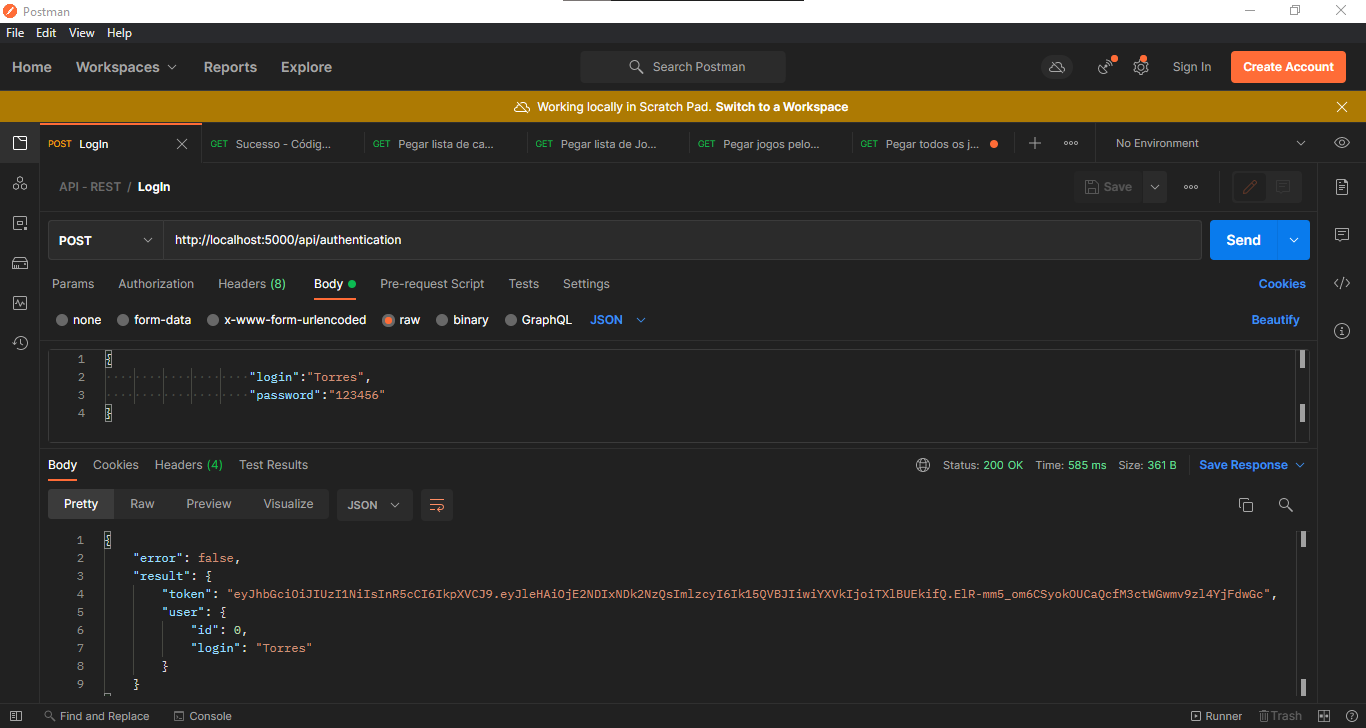 Postman
File Edit View Help
Home Workspaces Reports Explore Search Postman Sign In Create Account
Working locally in Scratch Pad. Switch to a Workspace
POST LogIn GET Sucesso - Códig... GET Pegar lista de ca... GET Pegar lista de Jo... GET Pegar jogos pelo... GET Pegar todos os j... No Environment
API - REST / LogIn Save
POST http://localhost:5000/api/authentication Send
Params Authorization Headers (8) Body Pre-request Script Tests Settings Cookies
none form-data x-www-form-urlencoded raw binary GraphQL JSON Beautify
1 {
2 "login":"Torres",
3 "password":"123456"
4 }
Body Cookies Headers (4) Test Results Status: 200 OK Time: 585 ms Size: 361 B Save Response
Pretty Raw Preview Visualize JSON
1 {
2 "error": false,
3 "result": {
4 "token": "eyJhbGciOiJIUzI1NiIsInR5cCI6IkpXVCJ9.eyJleHAiOjE2NDIxNDk2NzQsImlzcyI6Ik15QVBJIiwiYXVkIjoiTXlBUEkifQ.ElR-mm5_om6CSyokOUCaQcfM3ctWGwmv9zl4YjFdwGc",
5 "user": {
6 "id": 0,
7 "login": "Torres"
8 }
9 }
Find and Replace Console Runner Trash